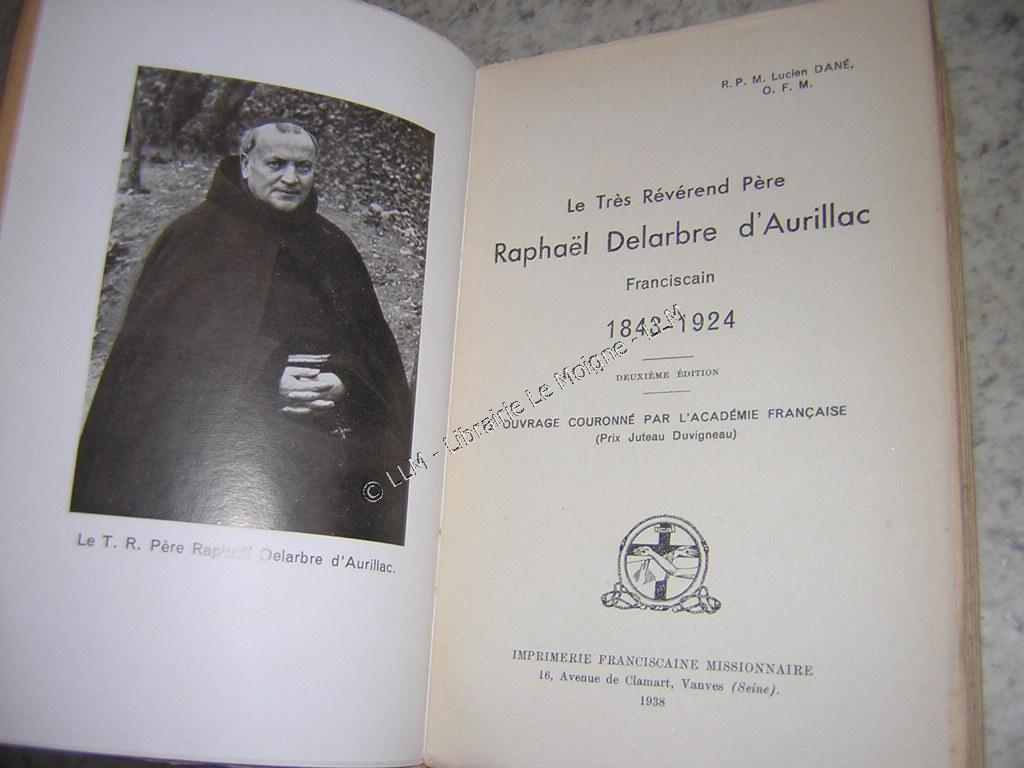 Le T. R. Père Raphaël Delarbre d'Aurillac.
R. P. M. Lucien DANÉ,
O. F. M.
Le Très Révérend Père
Raphaël Delarbre d'Aurillac
Franciscain
1843-1924
DEUXIÈME ÉDITION
OUVRAGE COURONNÉ PAR L'ACADÉMIE FRANÇAISE
(Prix Juteau Duvigneau)
IMPRIMERIE FRANCISCAINE MISSIONNAIRE
16, Avenue de Clamart, Vanves (Seine).
1938
© LLM - Librairie Le Moigne - LLM